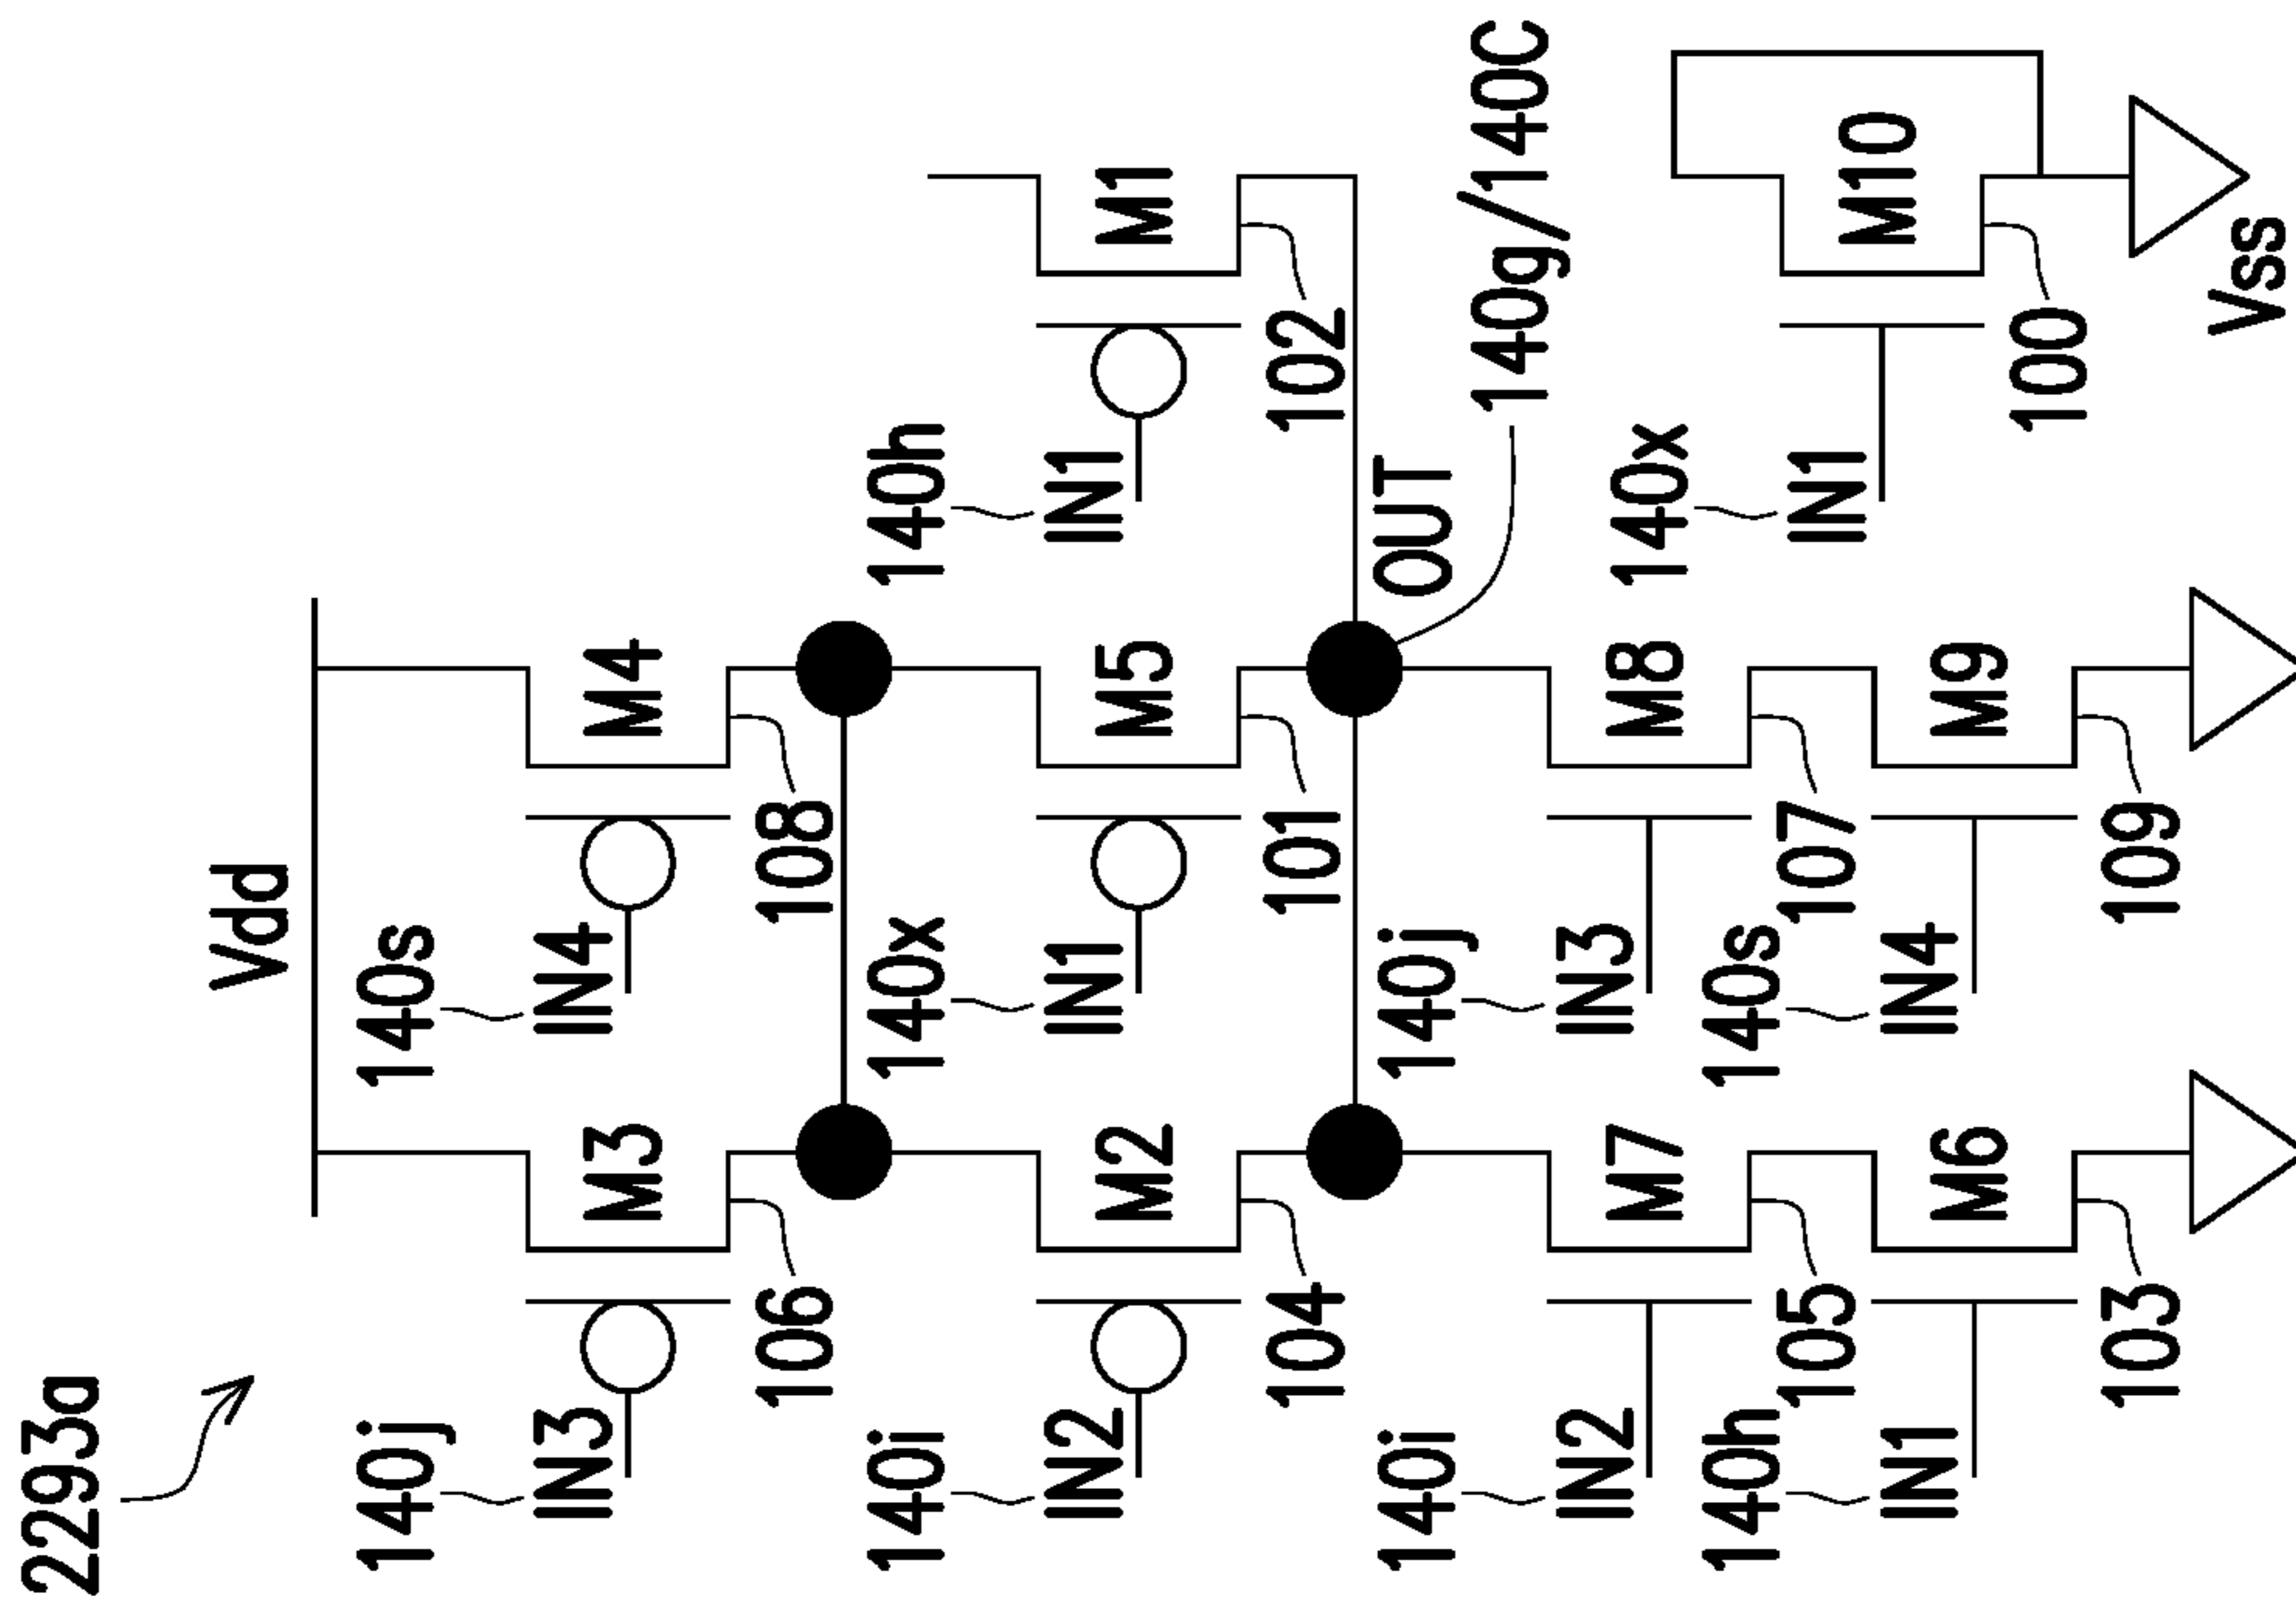 2293a
Vdd
140j
IN3
M3
106
140s
IN4
M4
108
140i
IN2
M2
104
140x
IN1
M5
101
140h
IN1
M1
102
OUT
140g/140C
140i
IN2
M7
105
140j
IN3
M8
107
140h
IN1
M6
103
140s
IN4
M9
109
140x
IN1
M10
100
Vss